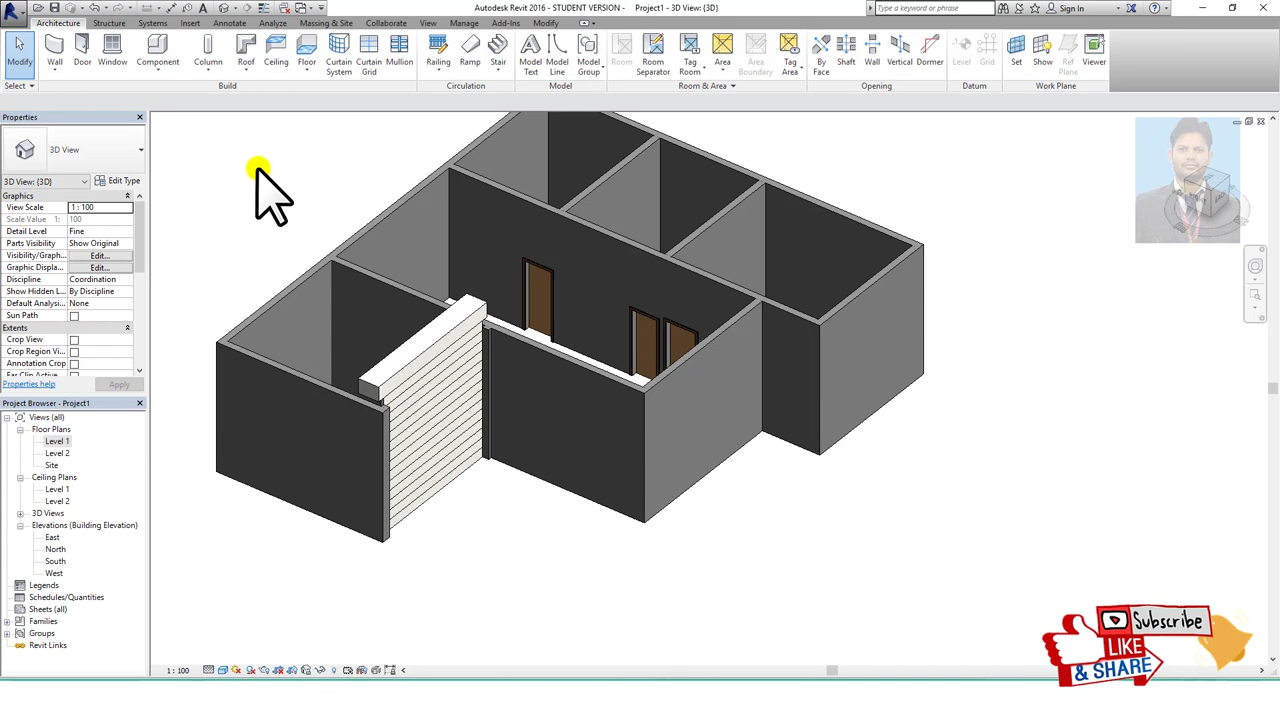 Autodesk Revit 2016 - STUDENT VERSION - Project1 - 3D View: {3D}
Type a keyword or phrase
Sign In
Architecture Structure Systems Insert Annotate Analyze Massing & Site Collaborate View Manage Add-Ins Modify
Modify Wall Door Window Component Column Roof Ceiling Floor Curtain System Curtain Grid Mullion Railing Ramp Stair Model Text Model Line Model Group Room Room Separator Tag Room Area Area Boundary Tag Area By Face Shaft Wall Vertical Dormer Level Grid Set Show Ref Plane Viewer
Select Build Circulation Model Room & Area Opening Datum Work Plane
Properties
3D View
3D View: {3D} Edit Type
Graphics
View Scale 1 : 100
Scale Value 1: 100
Detail Level Fine
Parts Visibility Show Original
Visibility/Graph... Edit...
Graphic Displa... Edit...
Discipline Coordination
Show Hidden L... By Discipline
Default Analysi... None
Sun Path
Extents
Crop View
Crop Region Vi...
Annotation Crop
Far Clip Active
Properties help Apply
Project Browser - Project1
Views (all)
Floor Plans
Level 1
Level 2
Site
Ceiling Plans
Level 1
Level 2
3D Views
Elevations (Building Elevation)
East
North
South
West
Legends
Schedules/Quantities
Sheets (all)
Families
Groups
Revit Links
1 : 100
Subscribe
LIKE
& SHARE